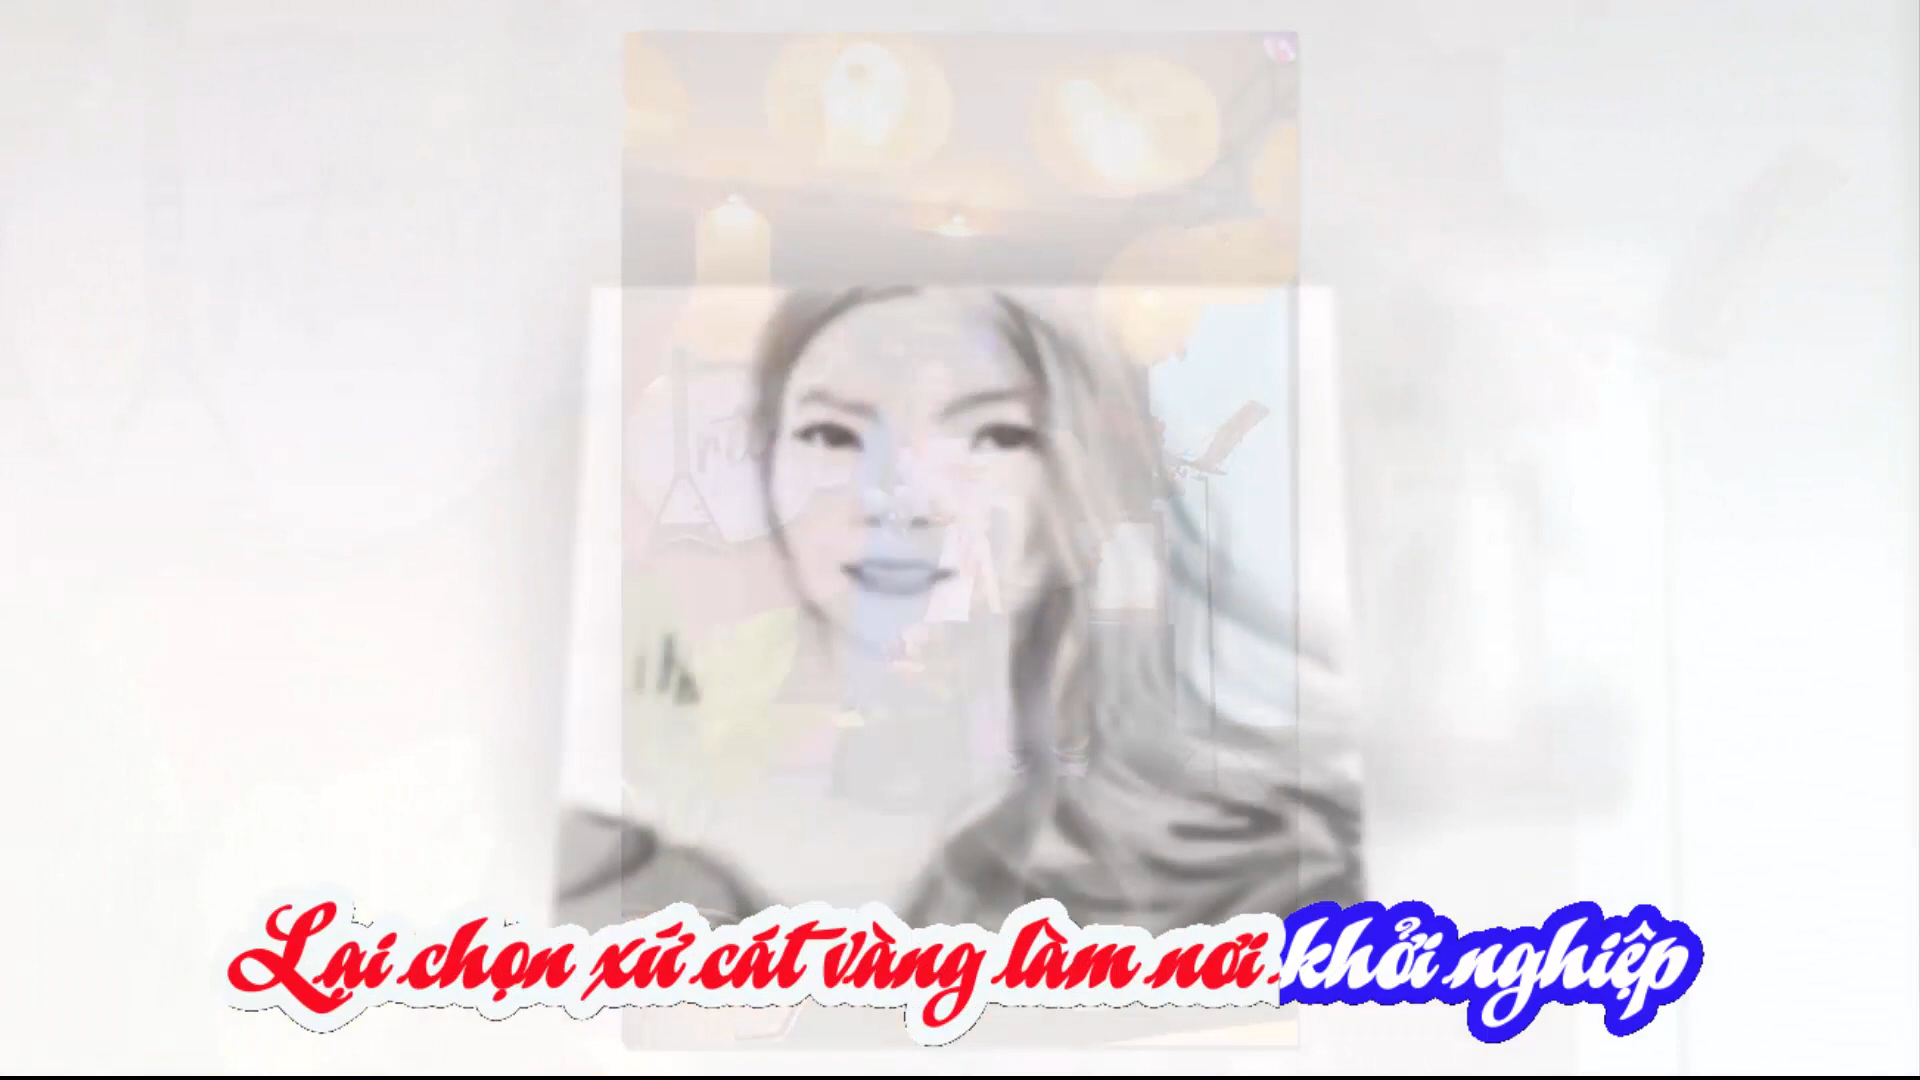 Lại chọn xứ cát vàng làm nơi khởi nghiệp